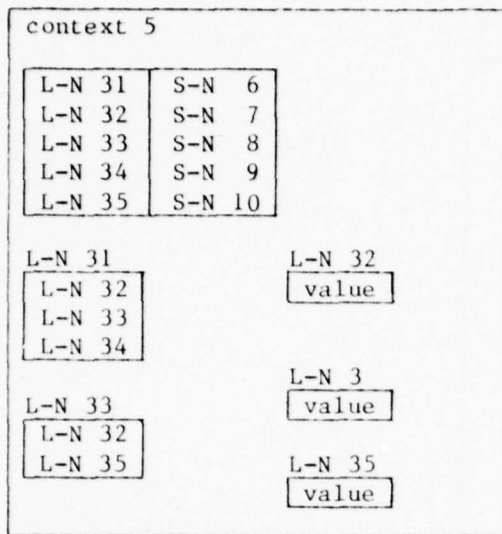 context 5
L-N 31 S-N 6
L-N 32 S-N 7
L-N 33 S-N 8
L-N 34 S-N 9
L-N 35 S-N 10
L-N 31
L-N 32
L-N 33
L-N 34
L-N 32
value
L-N 3
value
L-N 33
L-N 32
L-N 35
L-N 35
value